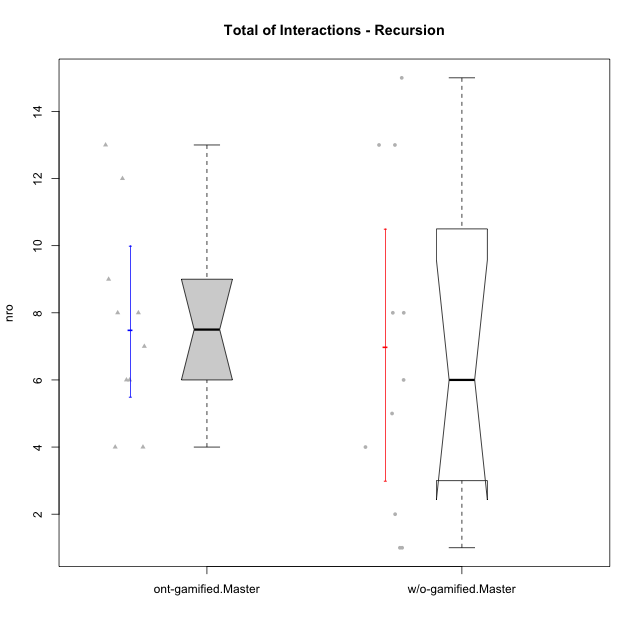 Total of Interactions - Recursion
14
12
10
8
6
4
2
nro
ont-gamified.Master
w/o-gamified.Master